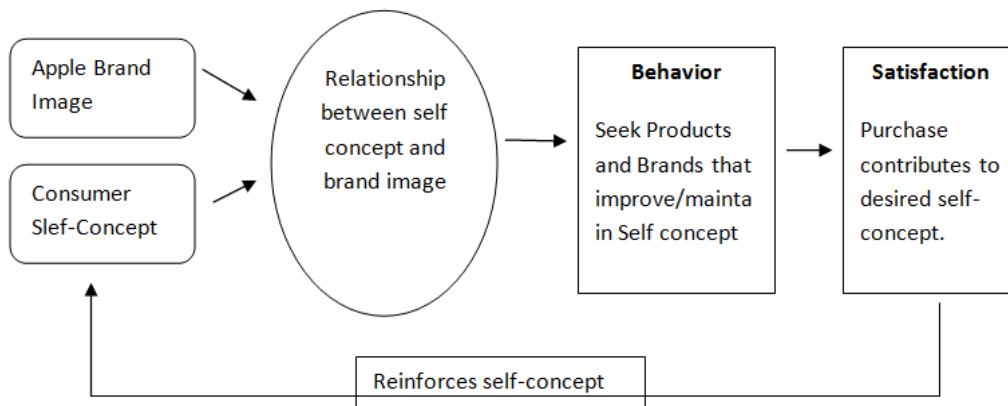 Apple Brand
Image
Consumer
Slef-Concept
Relationship
between self
concept and
brand image
Behavior
Seek Products
and Brands that
improve/mainta
in Self concept
Satisfaction
Purchase
contributes to
desired self-
concept.
Reinforces self-concept